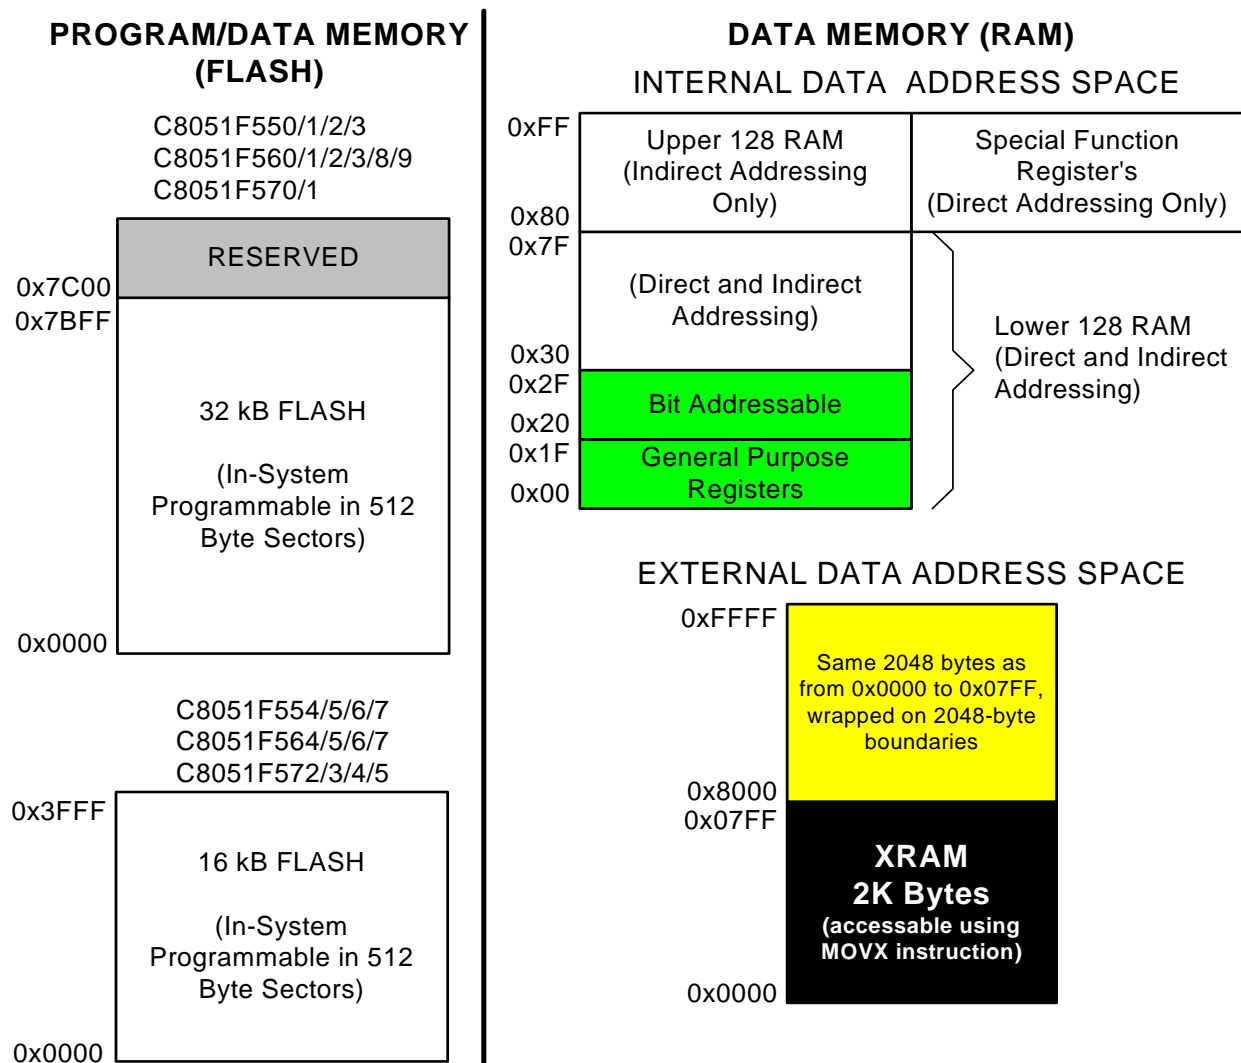 PROGRAM/DATA MEMORY
(FLASH)
C8051F550/1/2/3
C8051F560/1/2/3/8/9
C8051F570/1
RESERVED
0x7C00
0x7BFF
32 kB FLASH
(In-System
Programmable in 512
Byte Sectors)
0x0000
C8051F554/5/6/7
C8051F564/5/6/7
C8051F572/3/4/5
0x3FFF
16 kB FLASH
(In-System
Programmable in 512
Byte Sectors)
0x0000
DATA MEMORY (RAM)
INTERNAL DATA ADDRESS SPACE
0xFF
Upper 128 RAM
(Indirect Addressing
Only)
0x80
Special Function
Register's
(Direct Addressing Only)
0x7F
(Direct and Indirect
Addressing)
0x30
0x2F
Bit Addressable
0x20
0x1F
General Purpose
Registers
0x00
Lower 128 RAM
(Direct and Indirect
Addressing)
EXTERNAL DATA ADDRESS SPACE
0xFFFF
Same 2048 bytes as
from 0x0000 to 0x07FF,
wrapped on 2048-byte
boundaries
0x8000
0x07FF
XRAM
2K Bytes
(accessable using
MOVX instruction)
0x0000